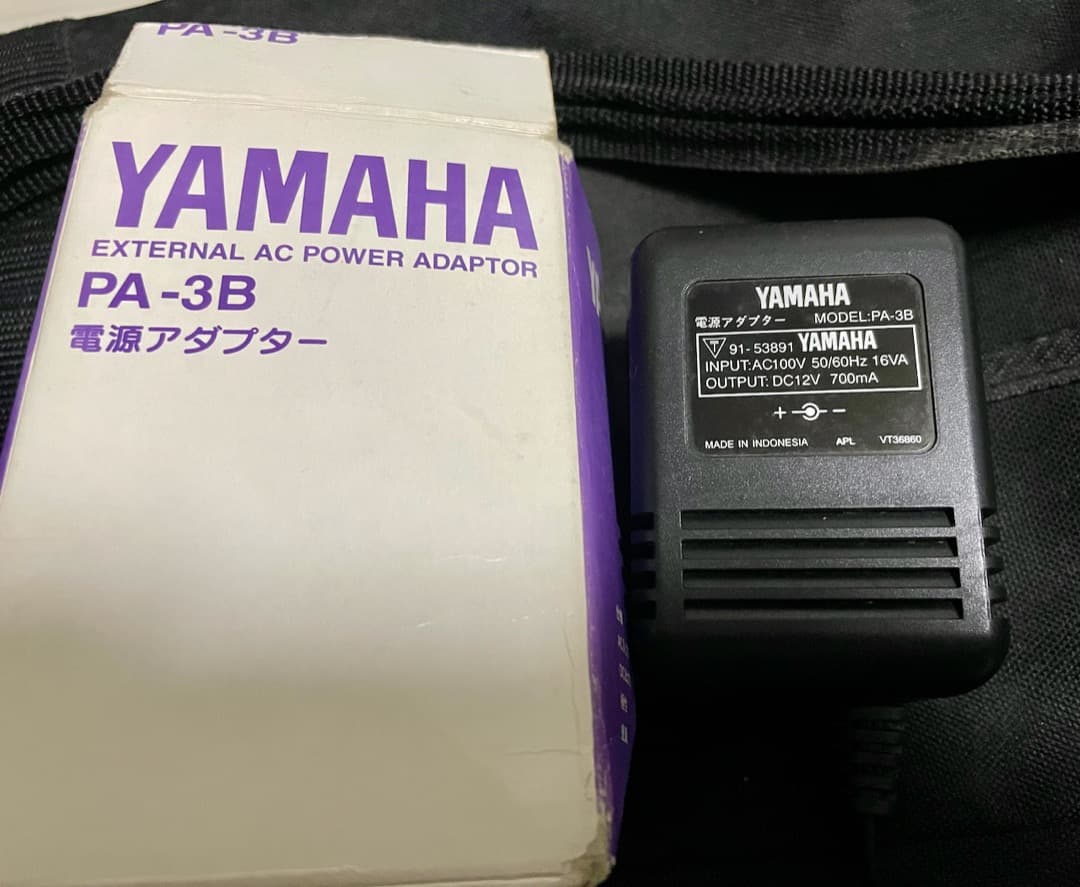 PA-3B
YAMAHA
EXTERNAL AC POWER ADAPTOR
PA-3B
電源アダプター
YAMAHA
電源アダプター MODEL:PA-3B
91-53891 YAMAHA
INPUT:AC100V 50/60Hz 16VA
OUTPUT: DC12V 700mA
+ -
MADE IN INDONESIA APL VT36860